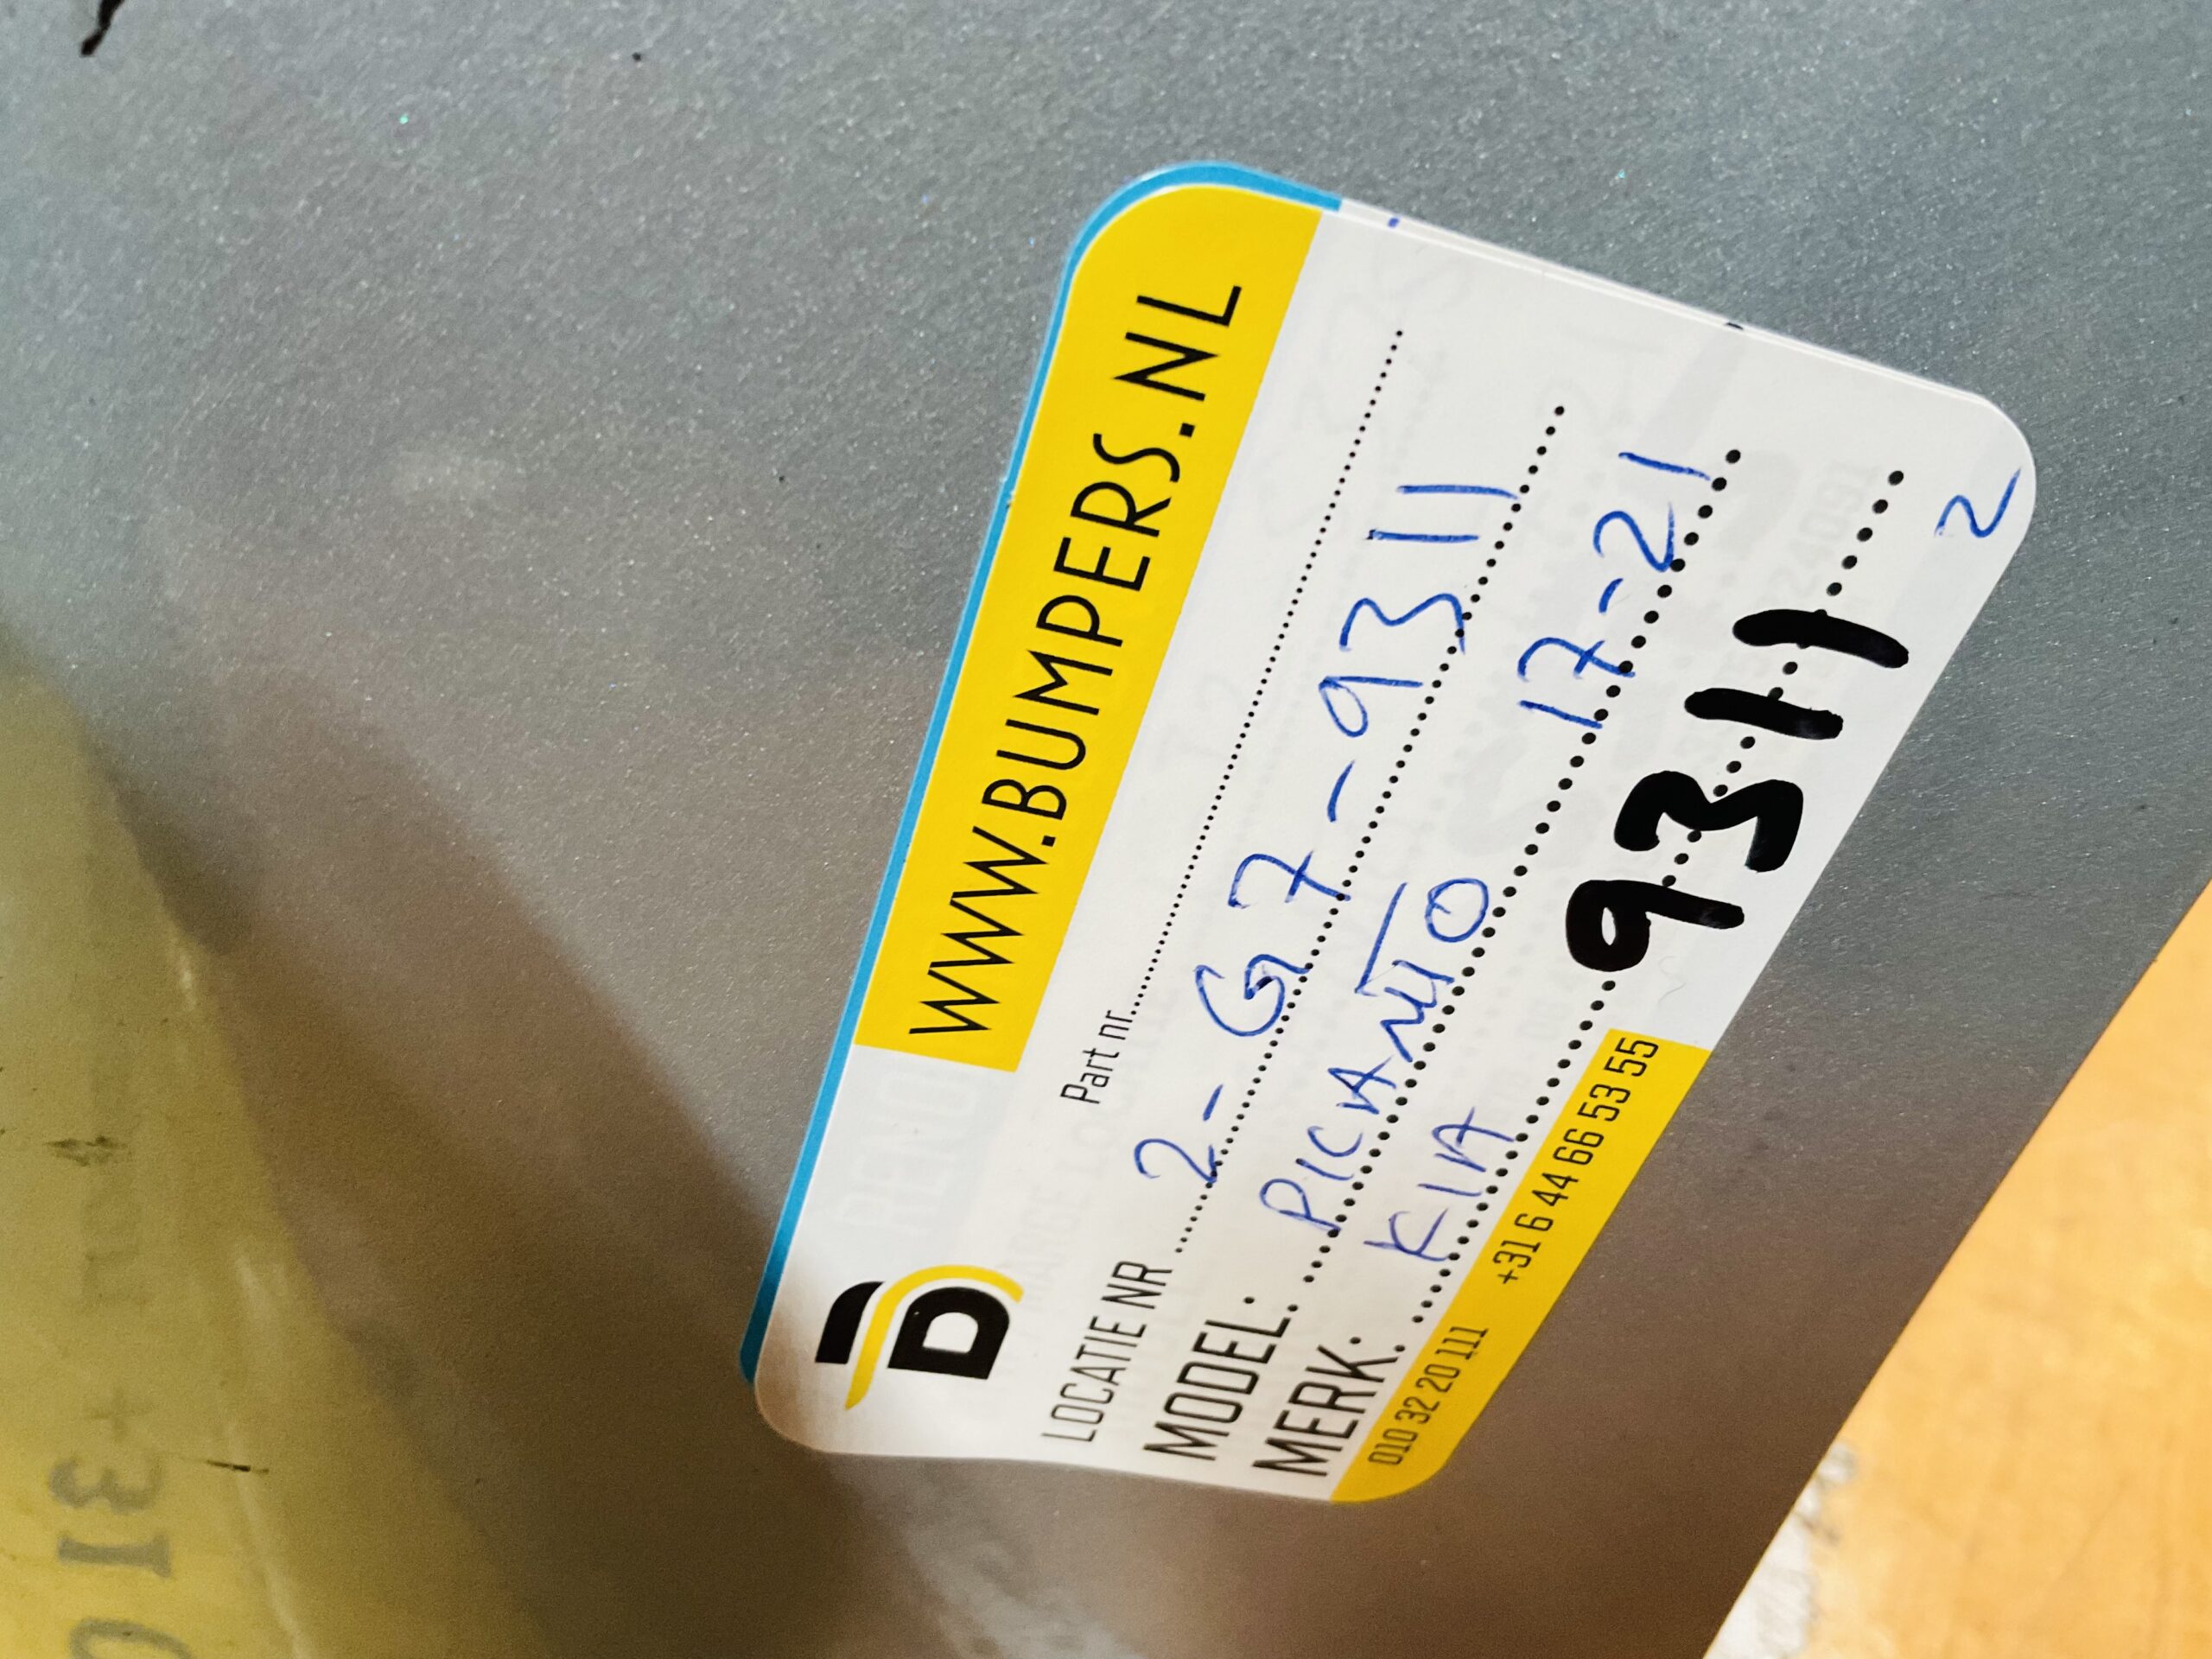 WWW.BUMPERS.NL
Part nr.
LOCATIE NR 2-G7-9311
MODEL: PICANTO 17-21
MERK: KIA 9311
2
010 32 20 111 +31 6 44 66 53 55